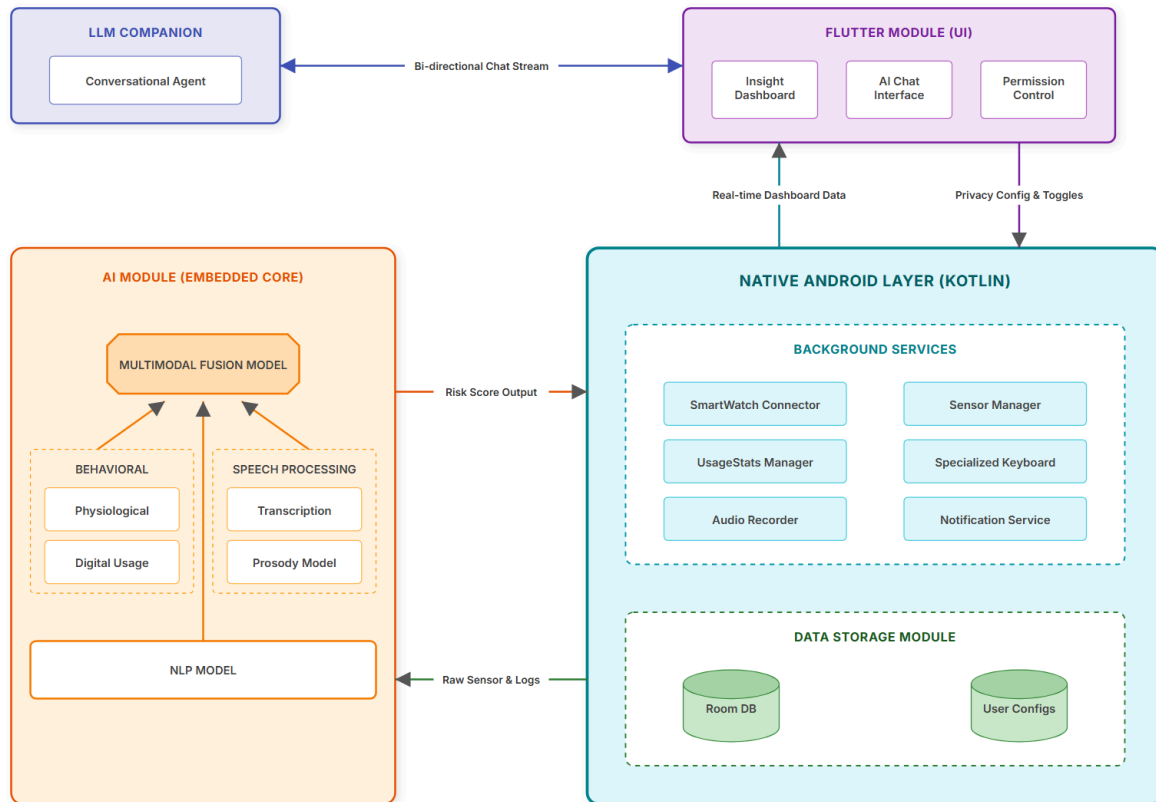 LLM COMPANION
Conversational Agent
Bi-directional Chat Stream
FLUTTER MODULE (UI)
Insight
Dashboard
AI Chat
Interface
Permission
Control
Real-time Dashboard Data
Privacy Config & Toggles
AI MODULE (EMBEDDED CORE)
MULTIMODAL FUSION MODEL
BEHAVIORAL
Physiological
Digital Usage
SPEECH PROCESSING
Transcription
Prosody Model
NLP MODEL
Risk Score Output
Raw Sensor & Logs
NATIVE ANDROID LAYER (KOTLIN)
BACKGROUND SERVICES
SmartWatch Connector
Sensor Manager
UsageStats Manager
Specialized Keyboard
Audio Recorder
Notification Service
DATA STORAGE MODULE
Room DB
User Configs